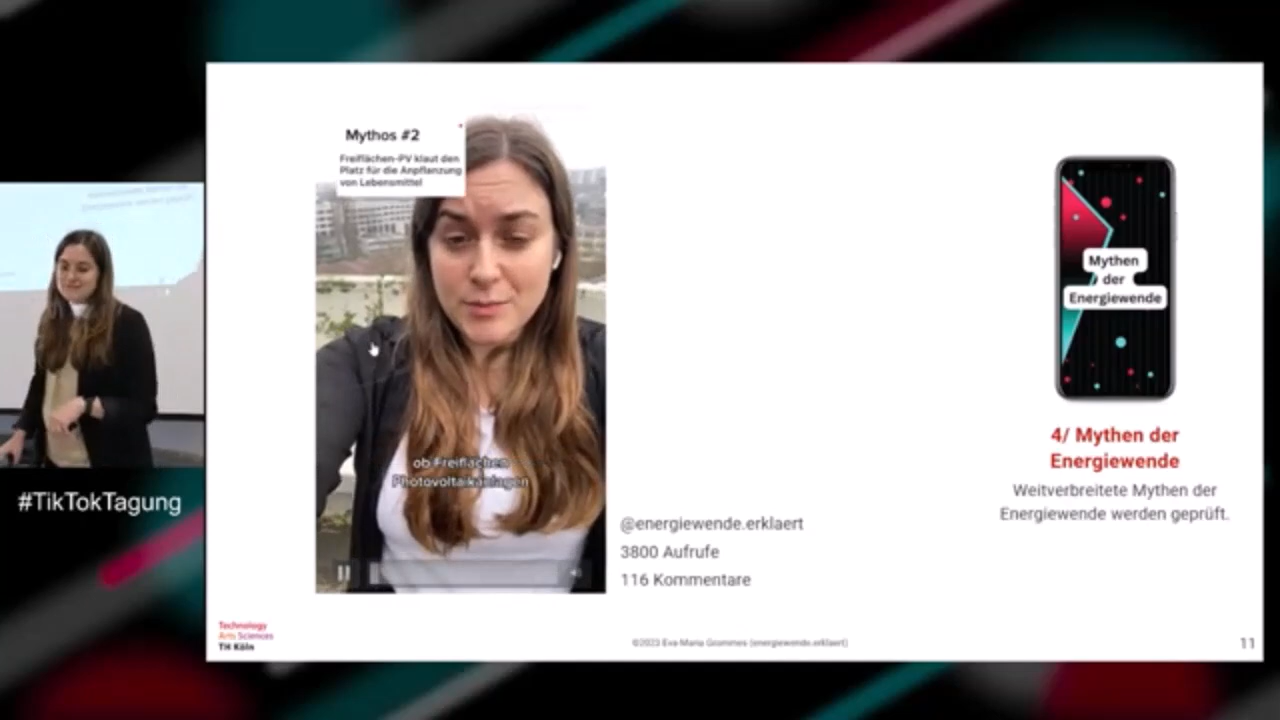 Mythos #2
Freiflächen-PV klaut den
Platz für die Anpflanzung
von Lebensmittel
ob Freiflächen
Photovoltaikanlagen
@energiewende.erklaert
3800 Aufrufe
116 Kommentare
Mythen
der
Energiewende
4/ Mythen der
Energiewende
Weitverbreitete Mythen der
Energiewende werden geprüft.
#TikTokTagung
Technology
Arts Sciences
TH Köln
©2023 Eva-Maria Grommes (energiewende.erklaert)
11